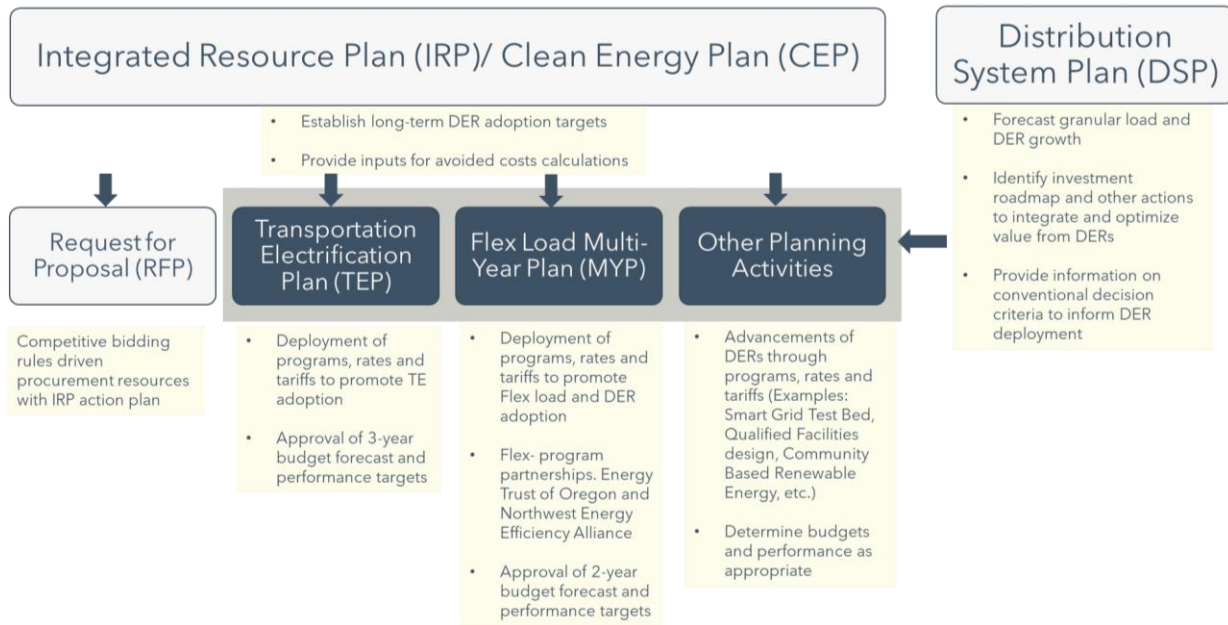 Integrated Resource Plan (IRP)/ Clean Energy Plan (CEP)
• Establish long-term DER adoption targets
• Provide inputs for avoided costs calculations
Distribution
System Plan (DSP)
• Forecast granular load and
DER growth
• Identify investment
roadmap and other actions
to integrate and optimize
value from DERs
• Provide information on
conventional decision
criteria to inform DER
deployment
Request for
Proposal (RFP)
Competitive bidding
rules driven
procurement resources
with IRP action plan
Transportation
Electrification
Plan (TEP)
• Deployment of
programs, rates and
tariffs to promote TE
adoption
• Approval of 3-year
budget forecast and
performance targets
Flex Load Multi-
Year Plan (MYP)
• Deployment of
programs, rates and
tariffs to promote
Flex load and DER
adoption
• Flex- program
partnerships. Energy
Trust of Oregon and
Northwest Energy
Efficiency Alliance
• Approval of 2-year
budget forecast and
performance targets
Other Planning
Activities
• Advancements of
DERs through
programs, rates and
tariffs (Examples:
Smart Grid Test Bed,
Qualified Facilities
design, Community
Based Renewable
Energy, etc.)
• Determine budgets
and performance as
appropriate